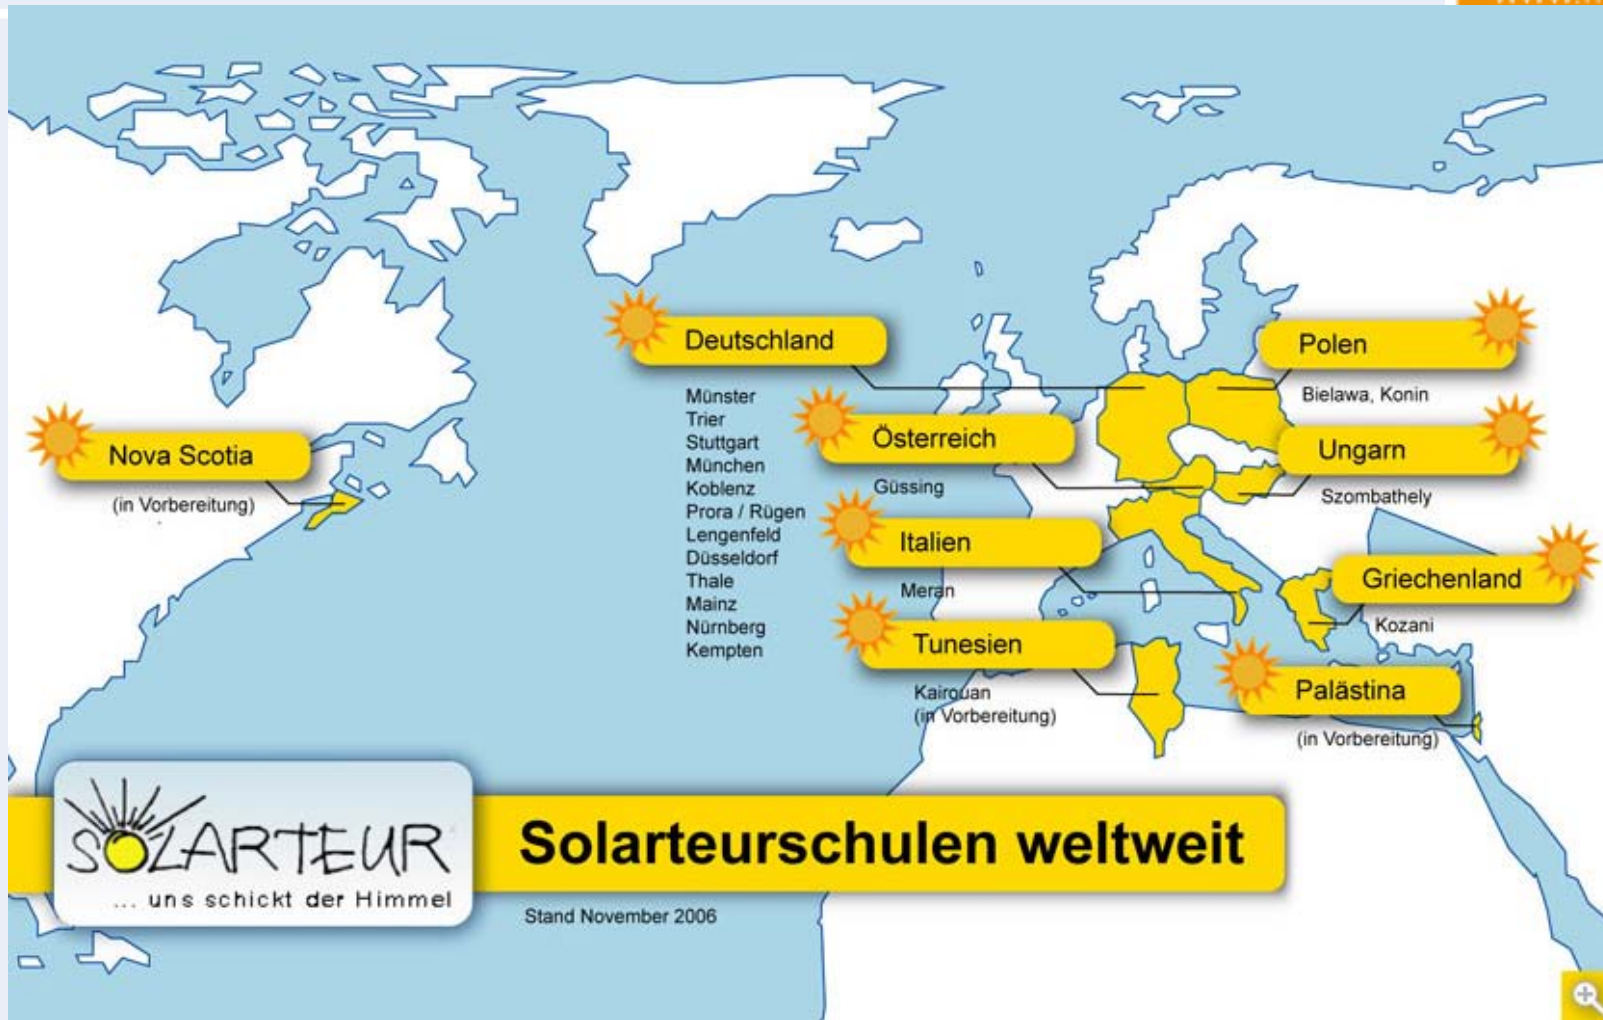 Deutschland
Münster
Trier
Stuttgart
München
Koblenz
Prora / Rügen
Lengenfeld
Düsseldorf
Thale
Mainz
Nürnberg
Kempten
Polen
Bielawa, Konin
Österreich
Güssing
Ungarn
Szombathely
Nova Scotia
(in Vorbereitung)
Italien
Meran
Griechenland
Kozani
Tunesien
Kairouan
(in Vorbereitung)
Palästina
(in Vorbereitung)
SOLARTEUR
... uns schickt der Himmel
Solarteurschulen weltweit
Stand November 2006